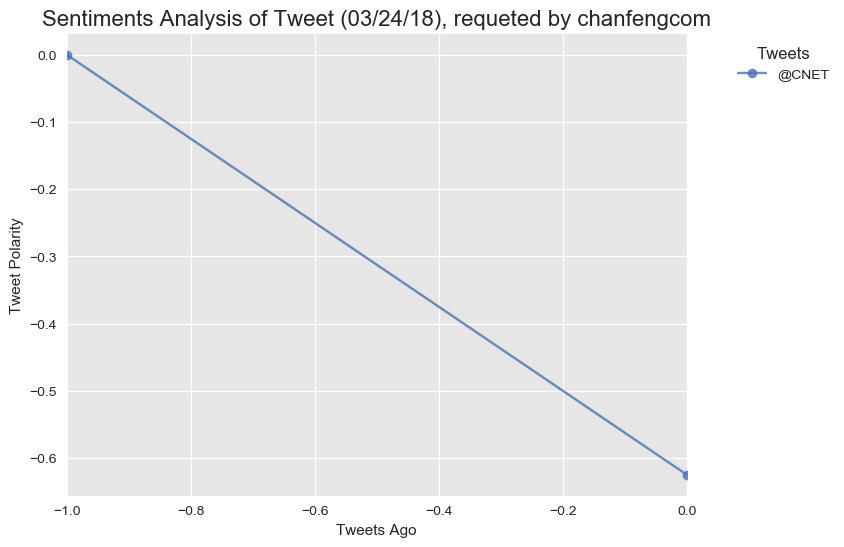 Sentiments Analysis of Tweet (03/24/18), requeted by chanfengcom
Tweets
@CNET
0.0
−0.1
−0.2
−0.3
−0.4
−0.5
−0.6
Tweet Polarity
−1.0 −0.8 −0.6 −0.4 −0.2 0.0
Tweets Ago